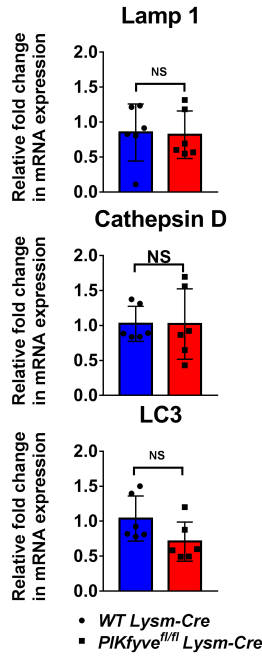 Lamp 1
Relative fold change
in mRNA expression
2.0
1.5
1.0
0.5
0.0
NS
Cathepsin D
Relative fold change
in mRNA expression
2.0
1.5
1.0
0.5
0.0
NS
LC3
Relative fold change
in mRNA expression
2.0
1.5
1.0
0.5
0.0
NS
WT Lysm-Cre
PIKfyve^fl/fl Lysm-Cre